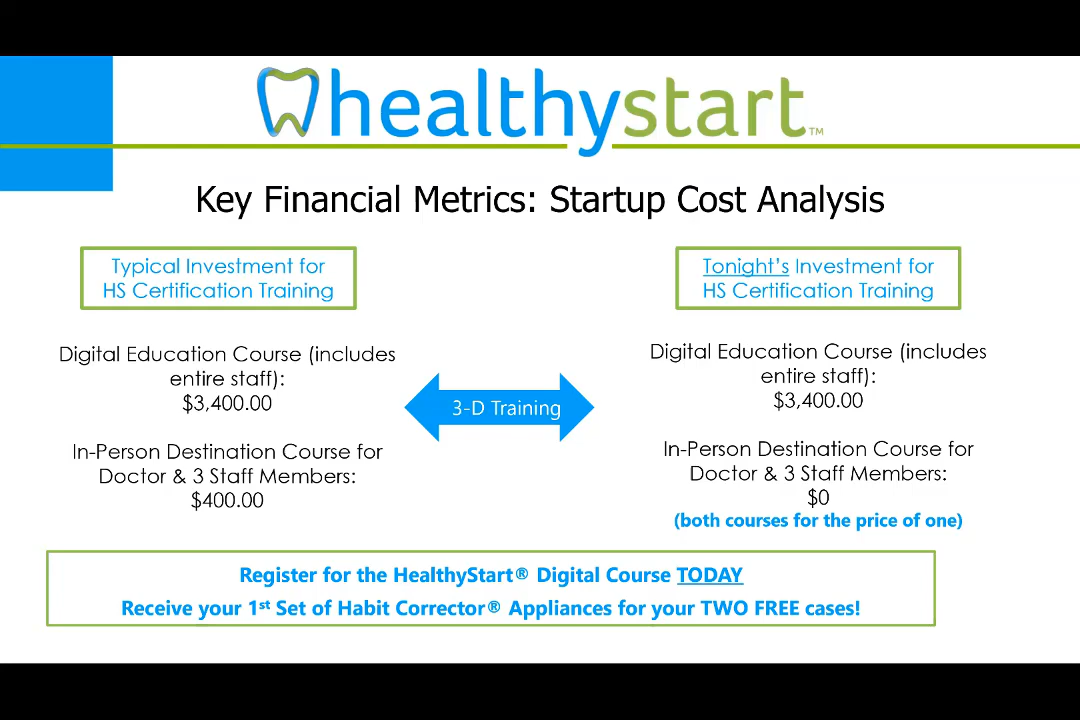 healthystart™
Key Financial Metrics: Startup Cost Analysis
Typical Investment for
HS Certification Training
Digital Education Course (includes
entire staff):
$3,400.00
In-Person Destination Course for
Doctor & 3 Staff Members:
$400.00
3-D Training
Tonight's Investment for
HS Certification Training
Digital Education Course (includes
entire staff):
$3,400.00
In-Person Destination Course for
Doctor & 3 Staff Members:
$0
(both courses for the price of one)
Register for the HealthyStart® Digital Course TODAY
Receive your 1st Set of Habit Corrector® Appliances for your TWO FREE cases!